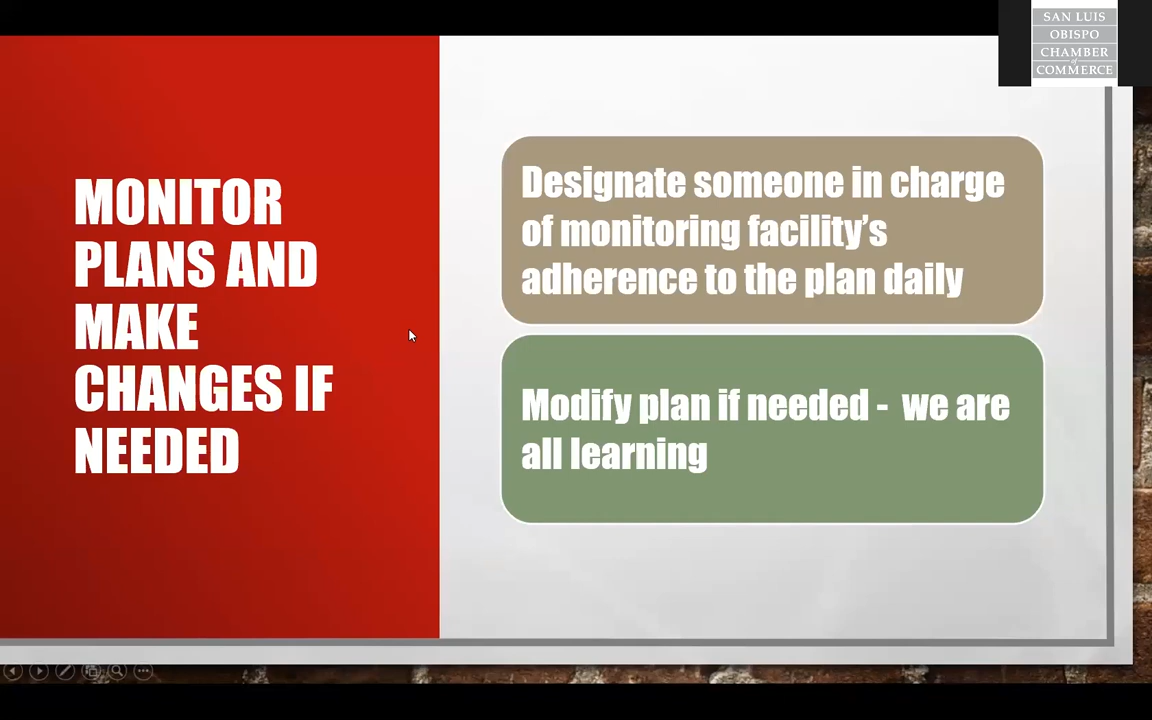 SAN LUIS
OBISPO
CHAMBER
of
COMMERCE
MONITOR
PLANS AND
MAKE
CHANGES IF
NEEDED
Designate someone in charge
of monitoring facility’s
adherence to the plan daily
Modify plan if needed -  we are
all learning